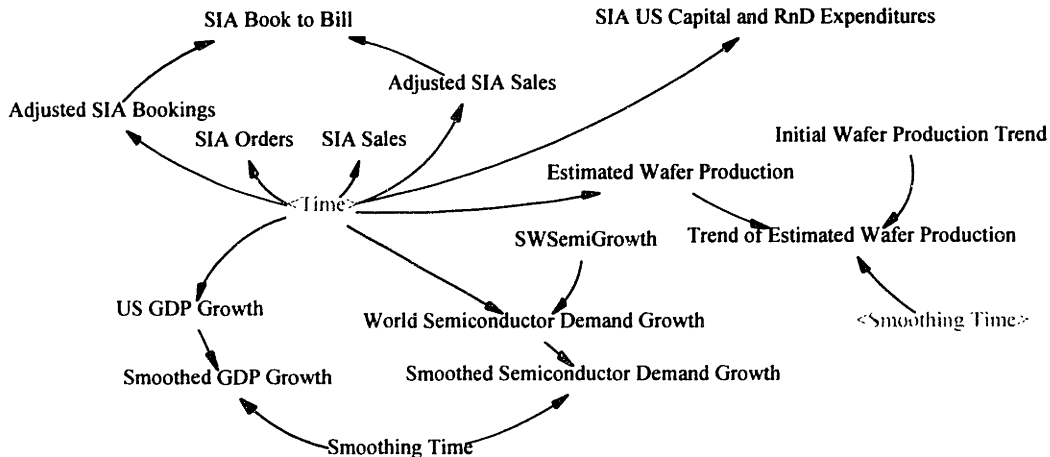 SIA Book to Bill
SIA US Capital and RnD Expenditures
Adjusted SIA Sales
Adjusted SIA Bookings
SIA Orders
SIA Sales
Initial Wafer Production Trend
Estimated Wafer Production
<Time>
SWSemiGrowth
Trend of Estimated Wafer Production
US GDP Growth
World Semiconductor Demand Growth
<Smoothing Time>
Smoothed GDP Growth
Smoothed Semiconductor Demand Growth
Smoothing Time